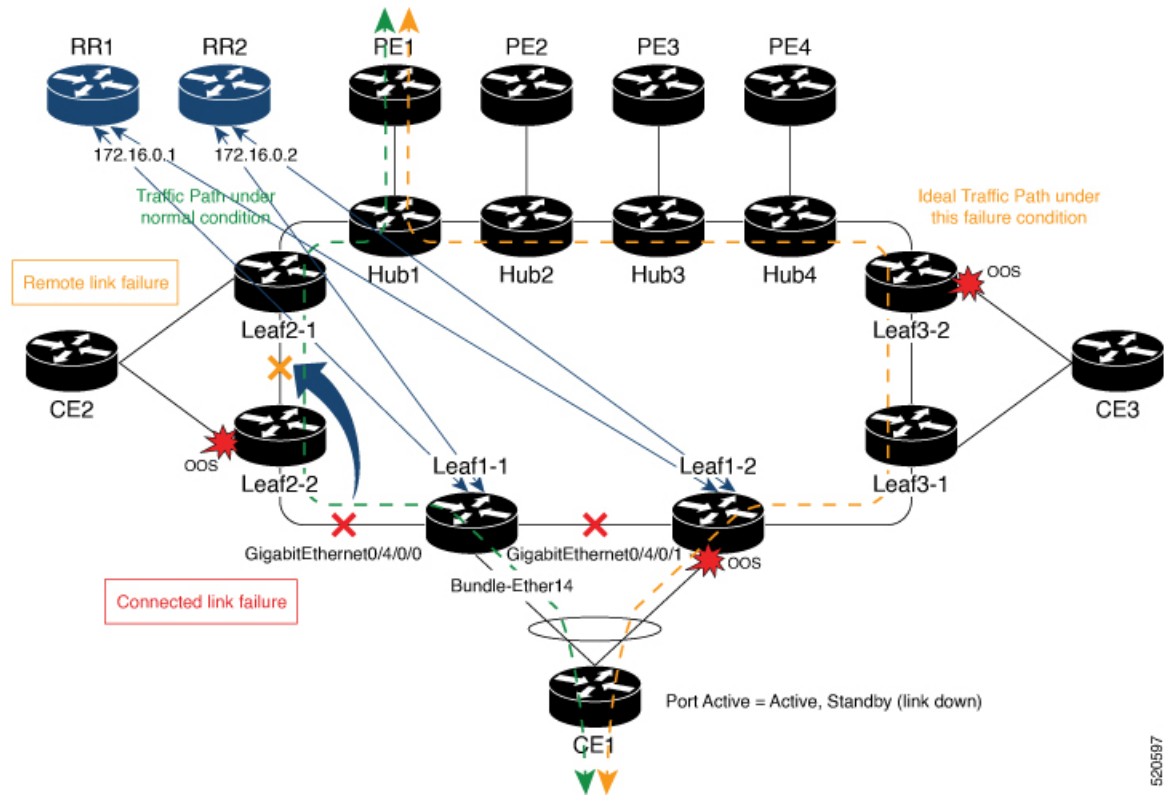 RR1
RR2
PE1
PE2
PE3
PE4
172.16.0.1
172.16.0.2
Traffic Path under
normal condition
Ideal Traffic Path under
this failure condition
Hub1
Hub2
Hub3
Hub4
Remote link failure
OOS
Leaf2-1
Leaf3-2
CE2
CE3
OOS
Leaf2-2
Leaf1-1
Leaf1-2
Leaf3-1
GigabitEthernet0/4/0/0
GigabitEthernet0/4/0/1
OOS
Bundle-Ether14
Connected link failure
Port Active = Active, Standby (link down)
CE1
520597